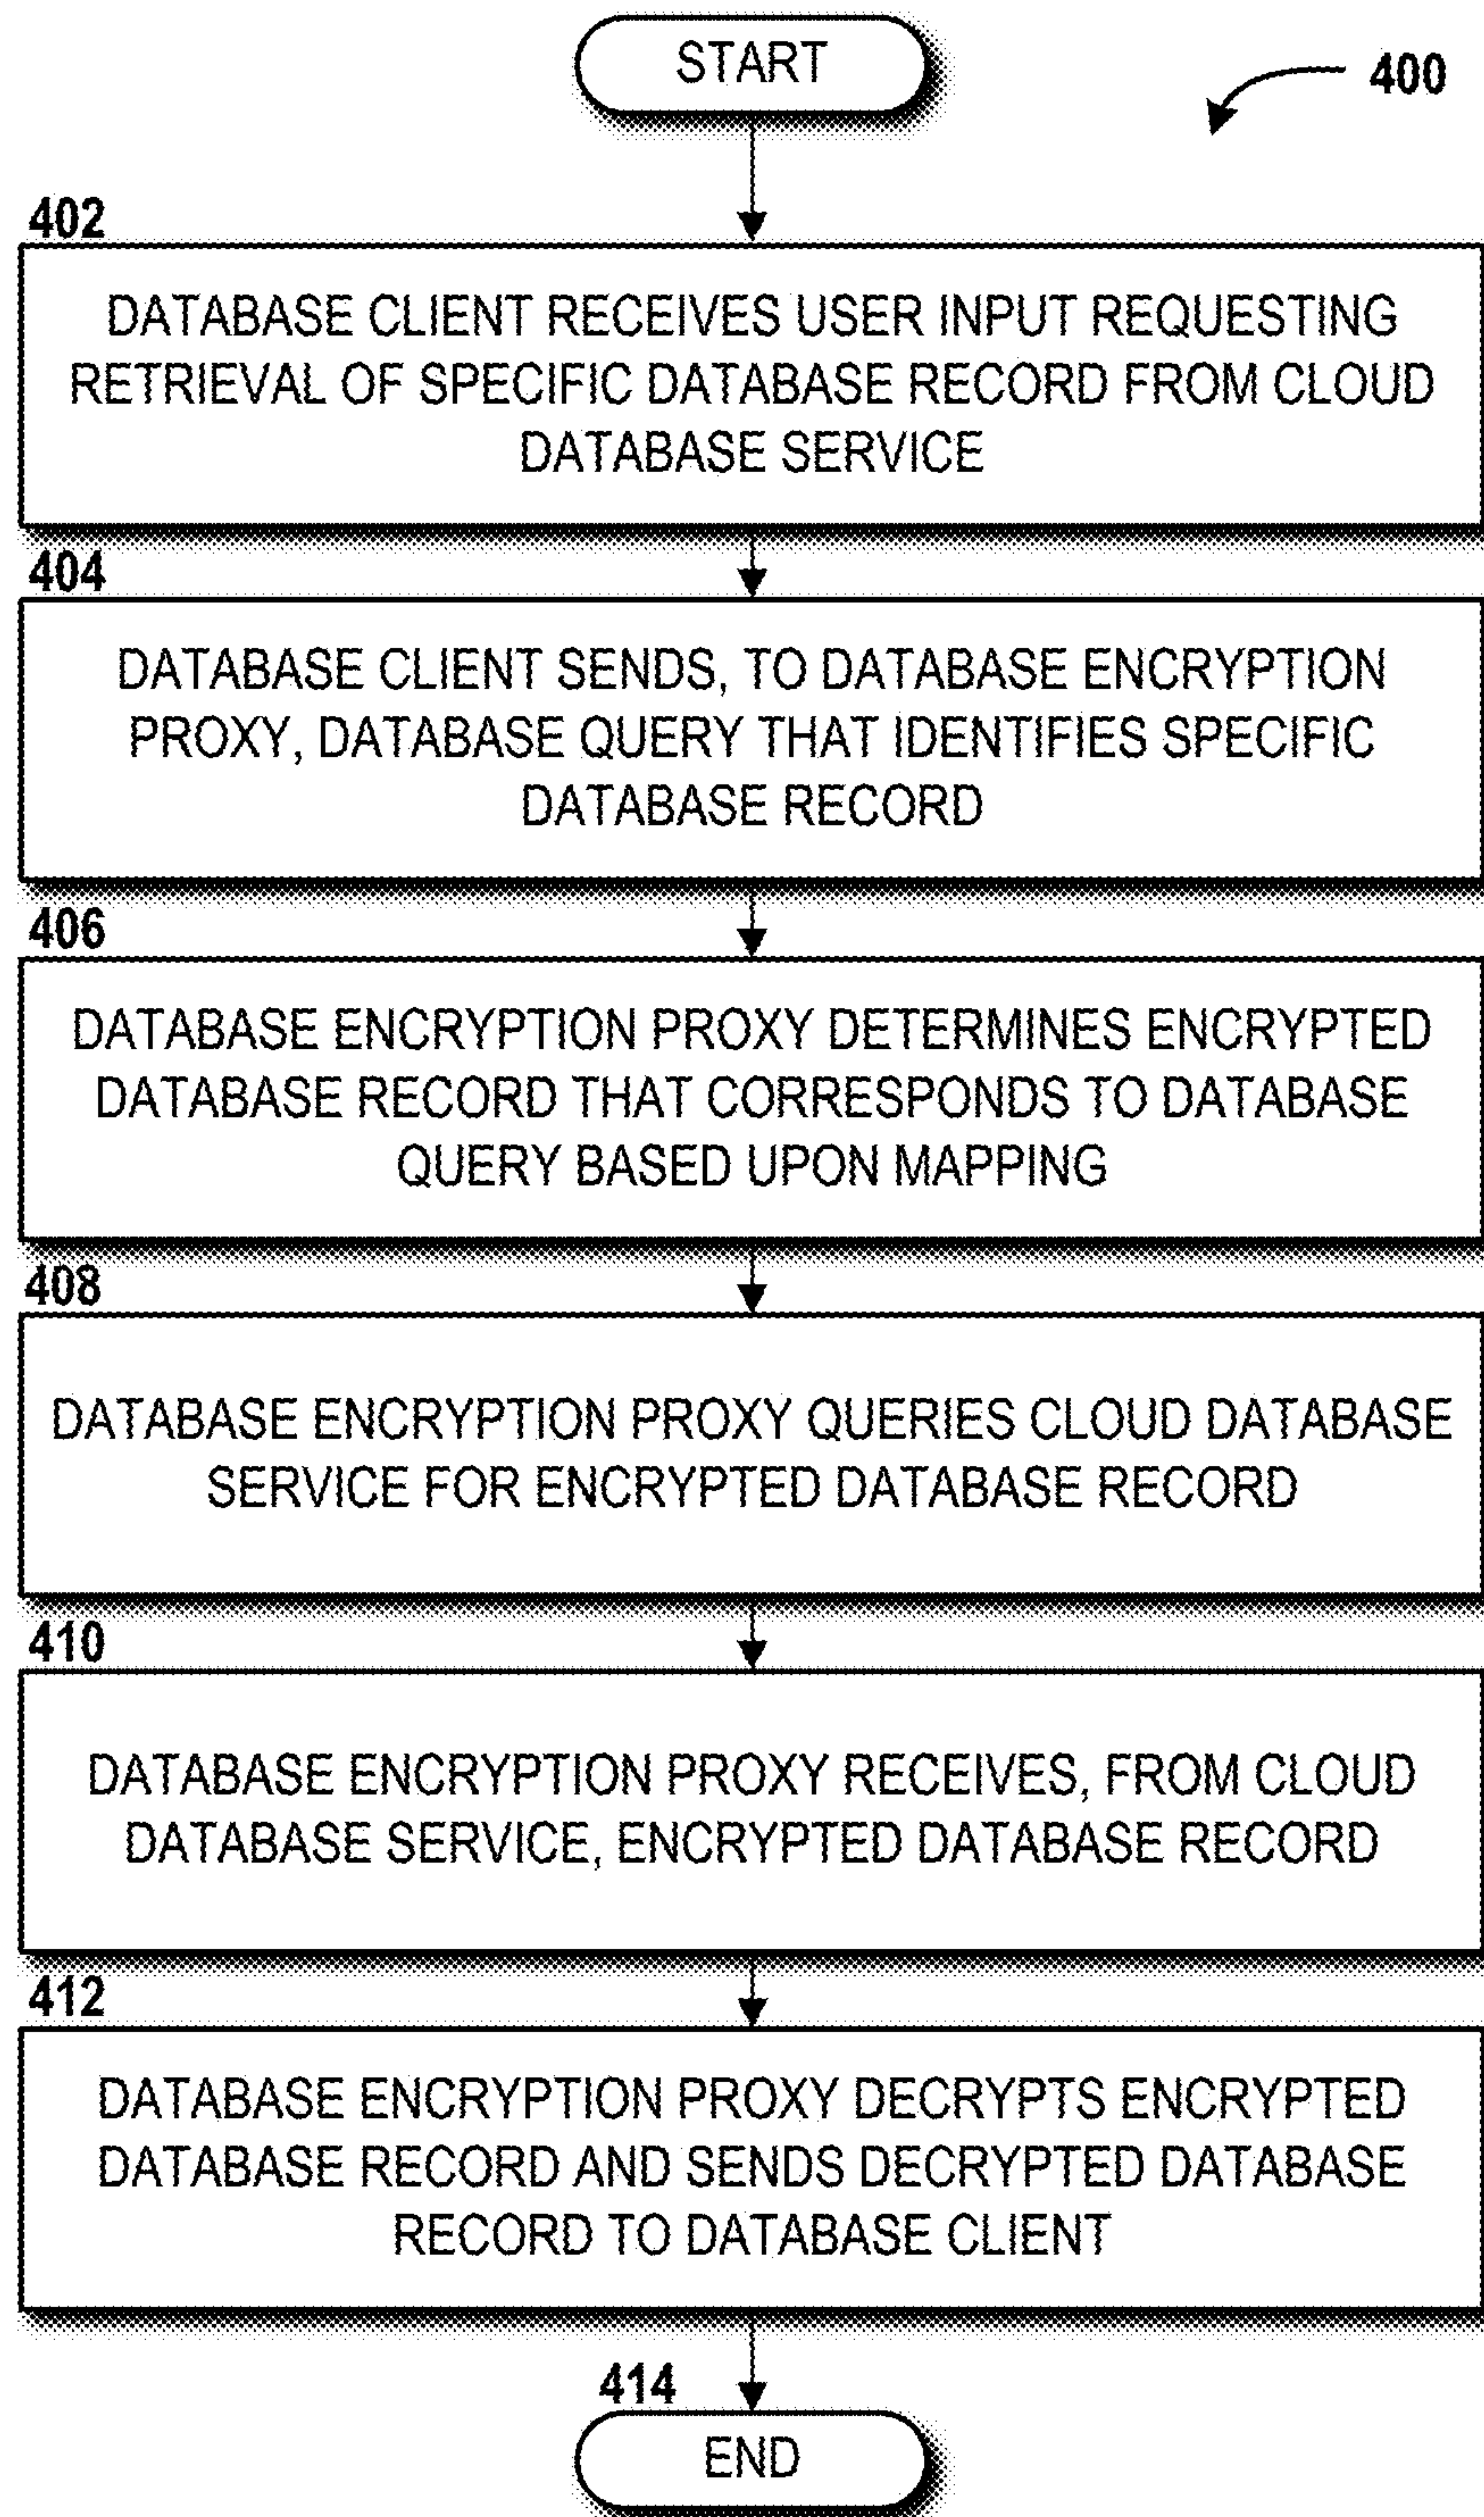 START
400
402
DATABASE CLIENT RECEIVES USER INPUT REQUESTING
RETRIEVAL OF SPECIFIC DATABASE RECORD FROM CLOUD
DATABASE SERVICE
404
DATABASE CLIENT SENDS, TO DATABASE ENCRYPTION
PROXY, DATABASE QUERY THAT IDENTIFIES SPECIFIC
DATABASE RECORD
406
DATABASE ENCRYPTION PROXY DETERMINES ENCRYPTED
DATABASE RECORD THAT CORRESPONDS TO DATABASE
QUERY BASED UPON MAPPING
408
DATABASE ENCRYPTION PROXY QUERIES CLOUD DATABASE
SERVICE FOR ENCRYPTED DATABASE RECORD
410
DATABASE ENCRYPTION PROXY RECEIVES, FROM CLOUD
DATABASE SERVICE, ENCRYPTED DATABASE RECORD
412
DATABASE ENCRYPTION PROXY DECRYPTS ENCRYPTED
DATABASE RECORD AND SENDS DECRYPTED DATABASE
RECORD TO DATABASE CLIENT
414
END